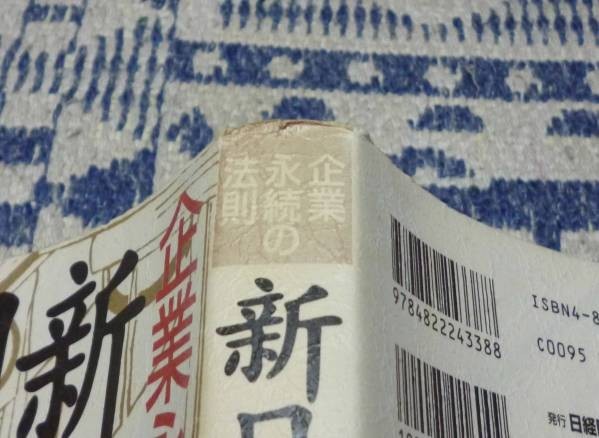 企業
永続の
法則
新
企業
新
9784822243388
ISBN4-8
C0095
発行 日経